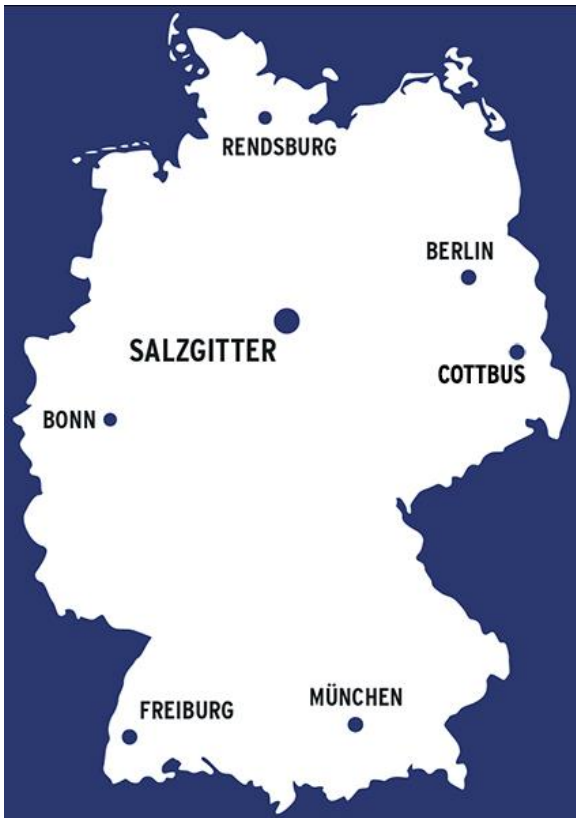 RENDSBURG
BERLIN
SALZGITTER
COTTBUS
BONN
FREIBURG
MÜNCHEN